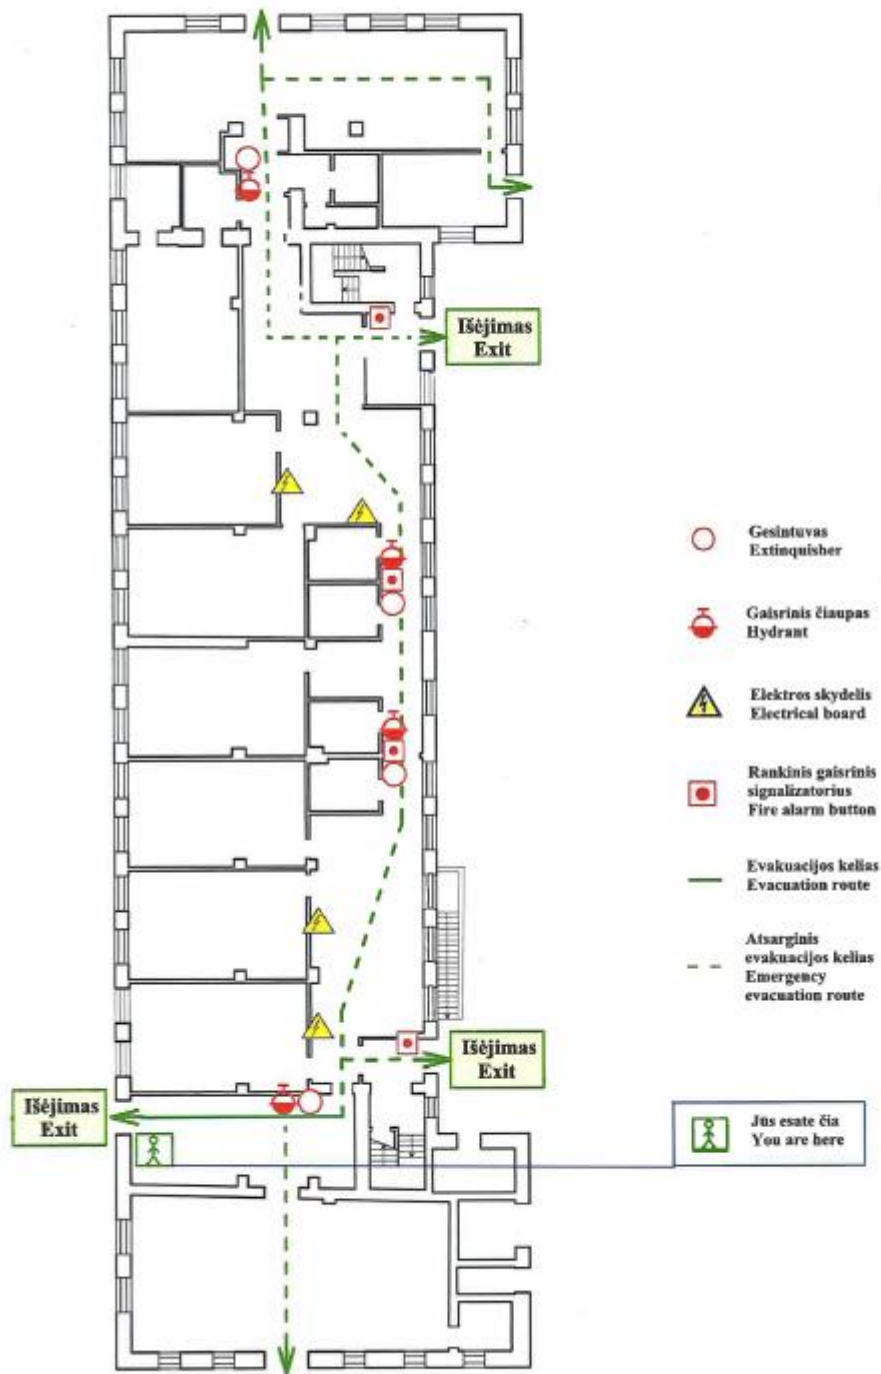 Išėjimas
Exit
Gesintuvas
Extinquisher
Gaisrinis čiaupas
Hydrant
Elektros skydelis
Electrical board
Rankinis gaisrinis
signalizatorius
Fire alarm button
Evakuacijos kelias
Evacuation route
Atsarginis
evakuacijos kelias
Emergency
evacuation route
Išėjimas
Exit
Išėjimas
Exit
Jūs esate čia
You are here